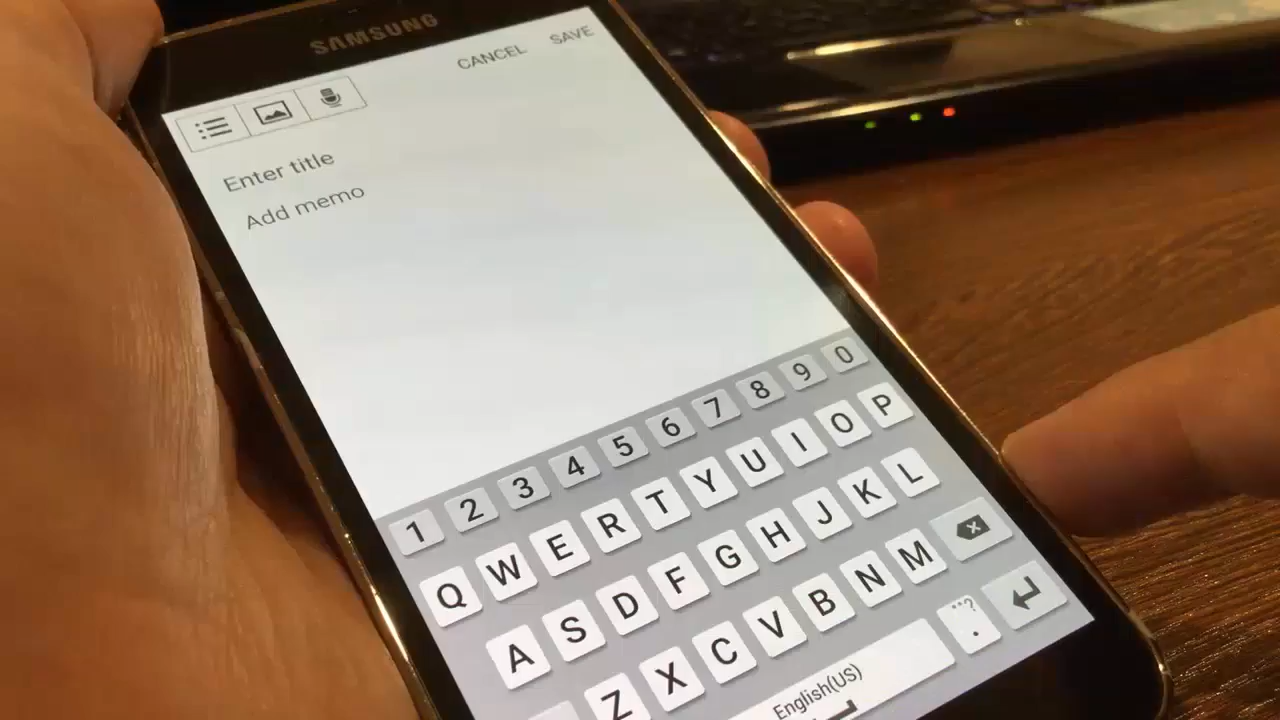 SAMSUNG
CANCEL SAVE
Enter title
Add memo
1 2 3 4 5 6 7 8 9 0
Q W E R T Y U I O P
A S D F G H J K L
Z X C V B N M
English(US) .